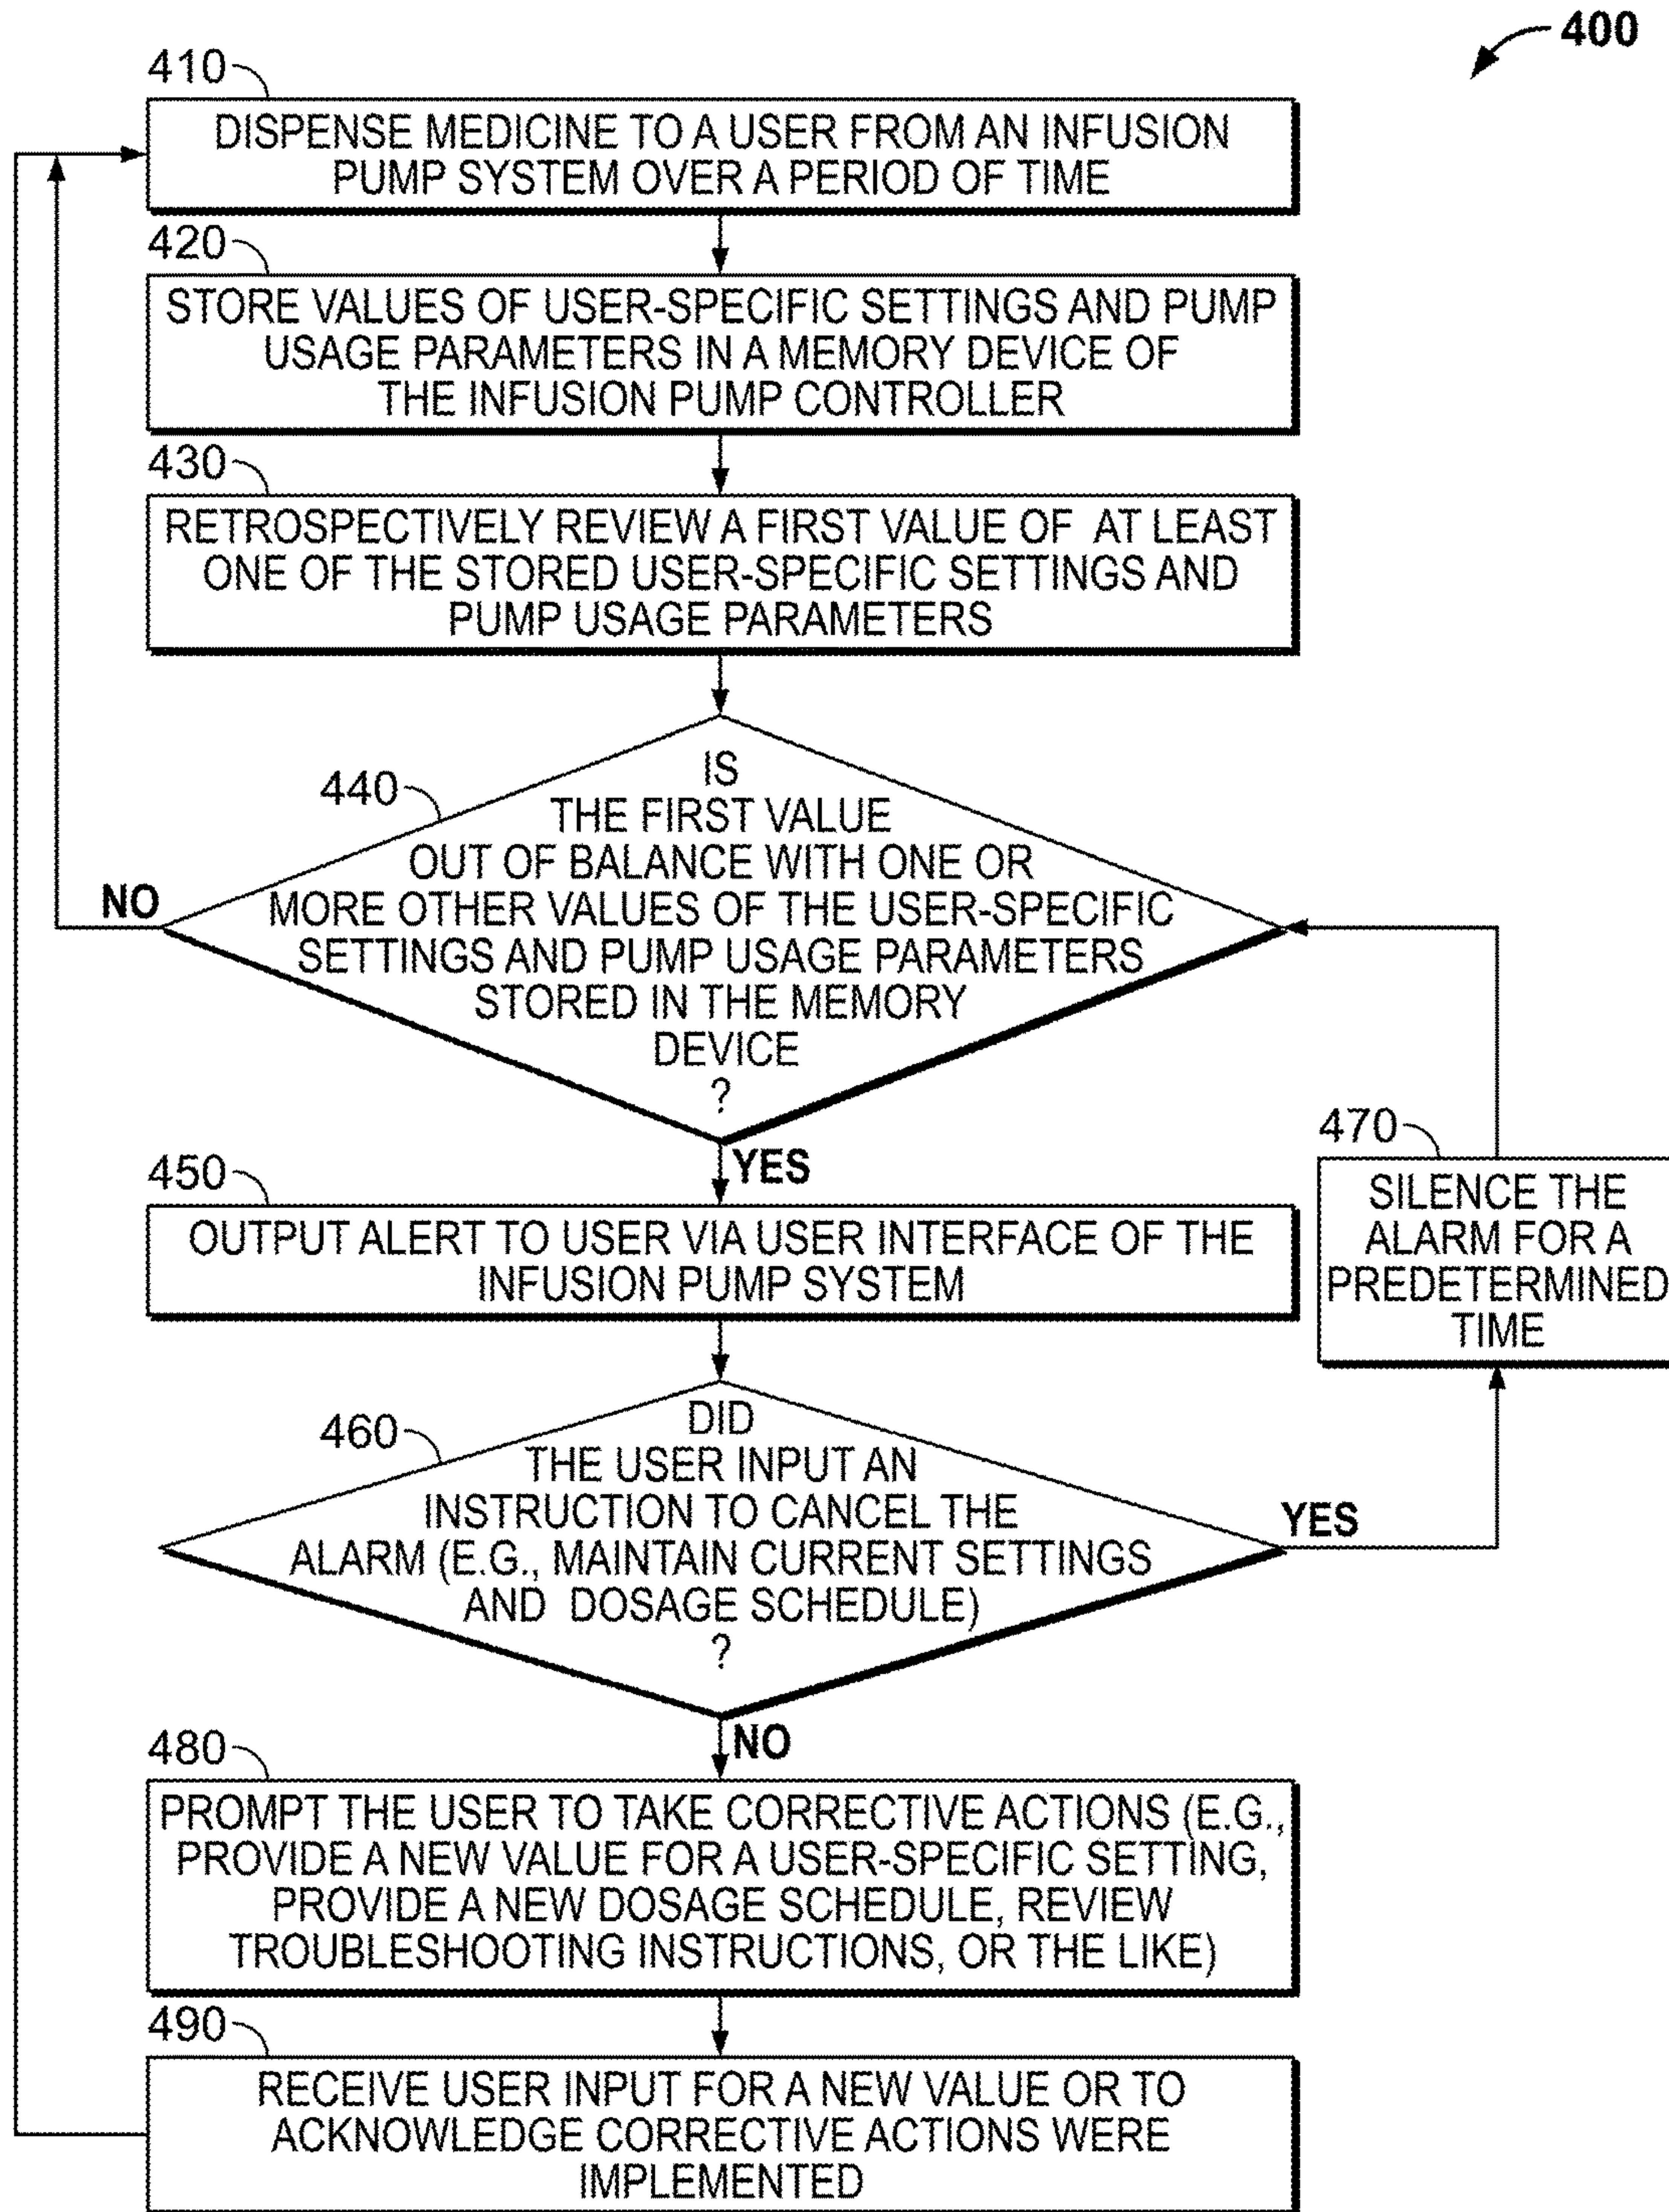 400
410
DISPENSE MEDICINE TO A USER FROM AN INFUSION
PUMP SYSTEM OVER A PERIOD OF TIME
420
STORE VALUES OF USER-SPECIFIC SETTINGS AND PUMP
USAGE PARAMETERS IN A MEMORY DEVICE OF
THE INFUSION PUMP CONTROLLER
430
RETROSPECTIVELY REVIEW A FIRST VALUE OF AT LEAST
ONE OF THE STORED USER-SPECIFIC SETTINGS AND
PUMP USAGE PARAMETERS
440
IS
THE FIRST VALUE
OUT OF BALANCE WITH ONE OR
MORE OTHER VALUES OF THE USER-SPECIFIC
SETTINGS AND PUMP USAGE PARAMETERS
STORED IN THE MEMORY
DEVICE
?
NO
YES
450
OUTPUT ALERT TO USER VIA USER INTERFACE OF THE
INFUSION PUMP SYSTEM
470
SILENCE THE
ALARM FOR A
PREDETERMINED
TIME
460
DID
THE USER INPUT AN
INSTRUCTION TO CANCEL THE
ALARM (E.G., MAINTAIN CURRENT SETTINGS
AND DOSAGE SCHEDULE)
?
YES
NO
480
PROMPT THE USER TO TAKE CORRECTIVE ACTIONS (E.G.,
PROVIDE A NEW VALUE FOR A USER-SPECIFIC SETTING,
PROVIDE A NEW DOSAGE SCHEDULE, REVIEW
TROUBLESHOOTING INSTRUCTIONS, OR THE LIKE)
490
RECEIVE USER INPUT FOR A NEW VALUE OR TO
ACKNOWLEDGE CORRECTIVE ACTIONS WERE
IMPLEMENTED